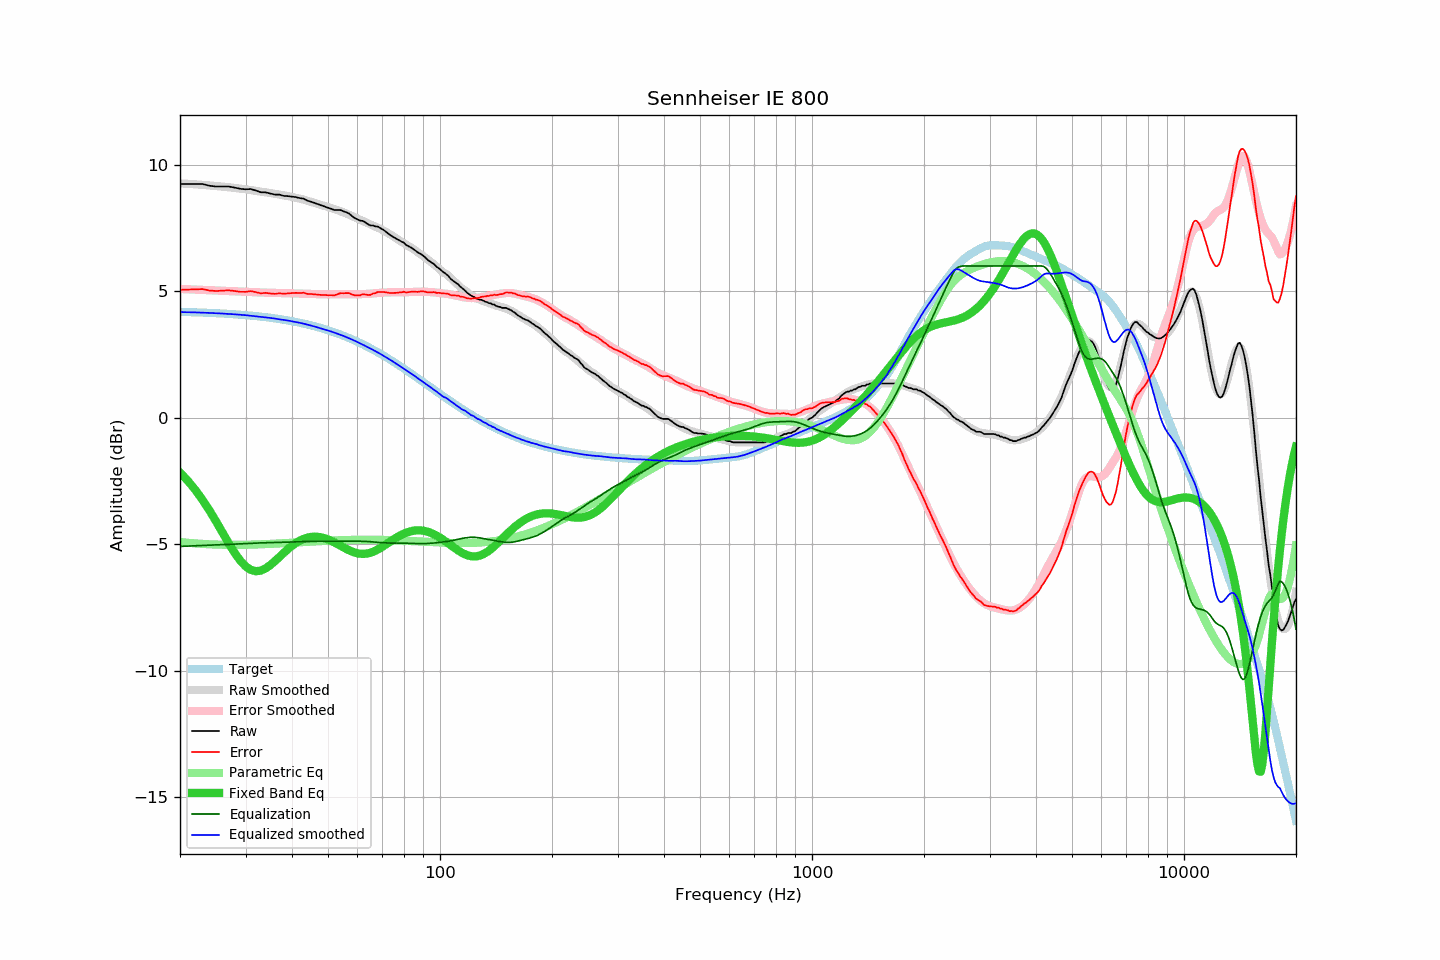 Sennheiser IE 800
10
5
0
−5
−10
−15
Amplitude (dBr)
Target
Raw Smoothed
Error Smoothed
Raw
Error
Parametric Eq
Fixed Band Eq
Equalization
Equalized smoothed
100
1000
10000
Frequency (Hz)